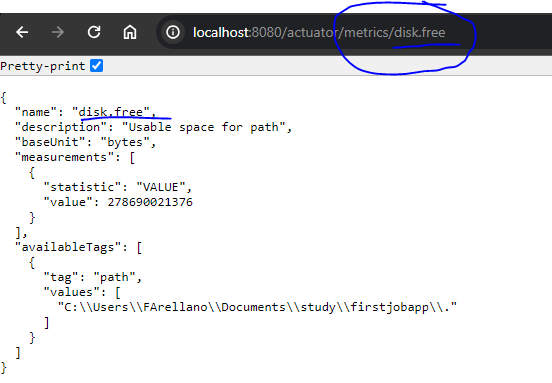 localhost:8080/actuator/metrics/disk.free
Pretty-print
{
  "name": "disk.free",
  "description": "Usable space for path",
  "baseUnit": "bytes",
  "measurements": [
    {
      "statistic": "VALUE",
      "value": 278690021376
    }
  ],
  "availableTags": [
    {
      "tag": "path",
      "values": [
        "C:\\Users\\FArellano\\Documents\\study\\firstjobapp\\."
      ]
    }
  ]
}